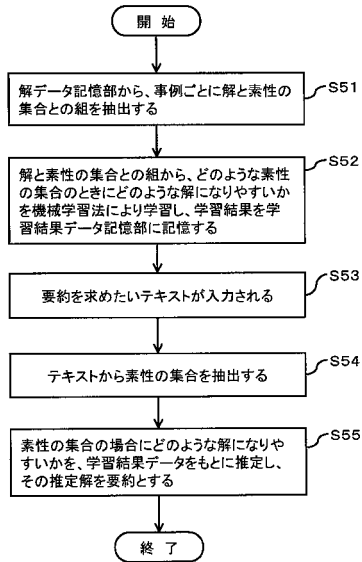 開 始
解データ記憶部から、事例ごとに解と素性の
集合との組を抽出する
S51
解と素性の集合との組から、どのような素性
の集合のときにどのような解になりやすいか
を機械学習法により学習し、学習結果を学
習結果データ記憶部に記憶する
S52
要約を求めたいテキストが入力される
S53
テキストから素性の集合を抽出する
S54
素性の集合の場合にどのような解になりや
すいかを、学習結果データをもとに推定し、
その推定解を要約とする
S55
終 了